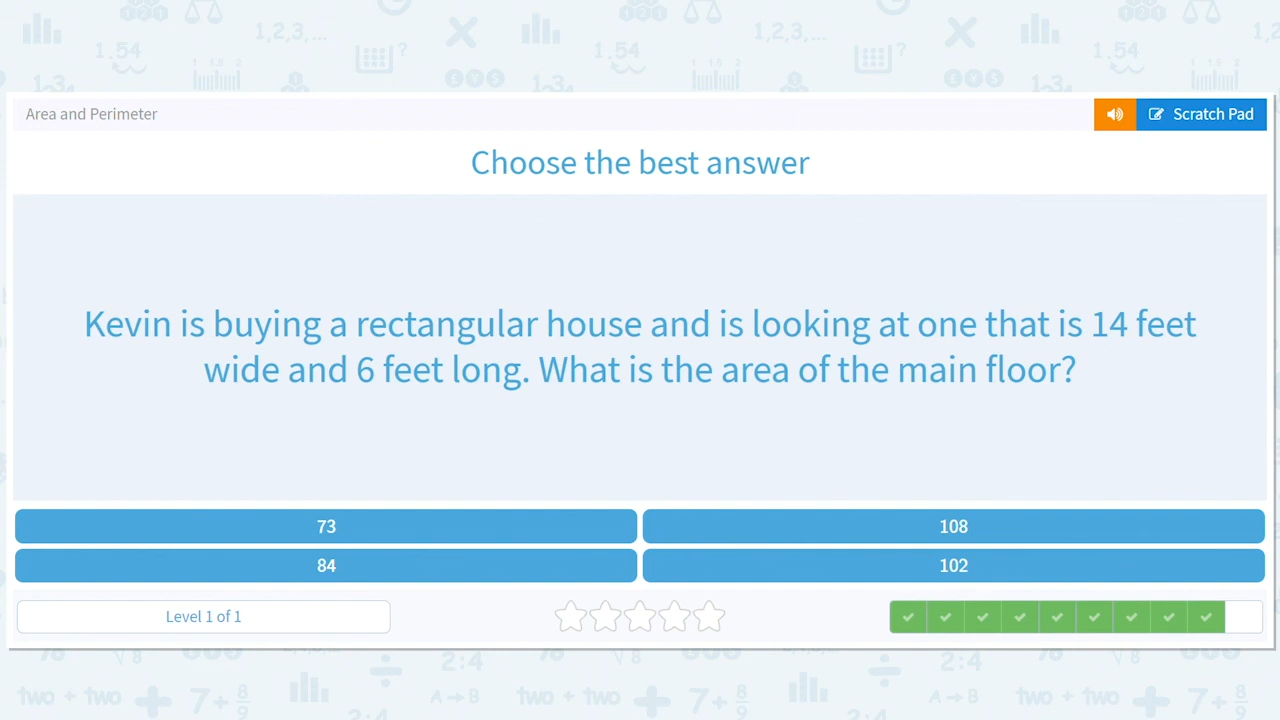 Area and Perimeter
Scratch Pad
Choose the best answer
Kevin is buying a rectangular house and is looking at one that is 14 feet
wide and 6 feet long. What is the area of the main floor?
73
108
84
102
Level 1 of 1